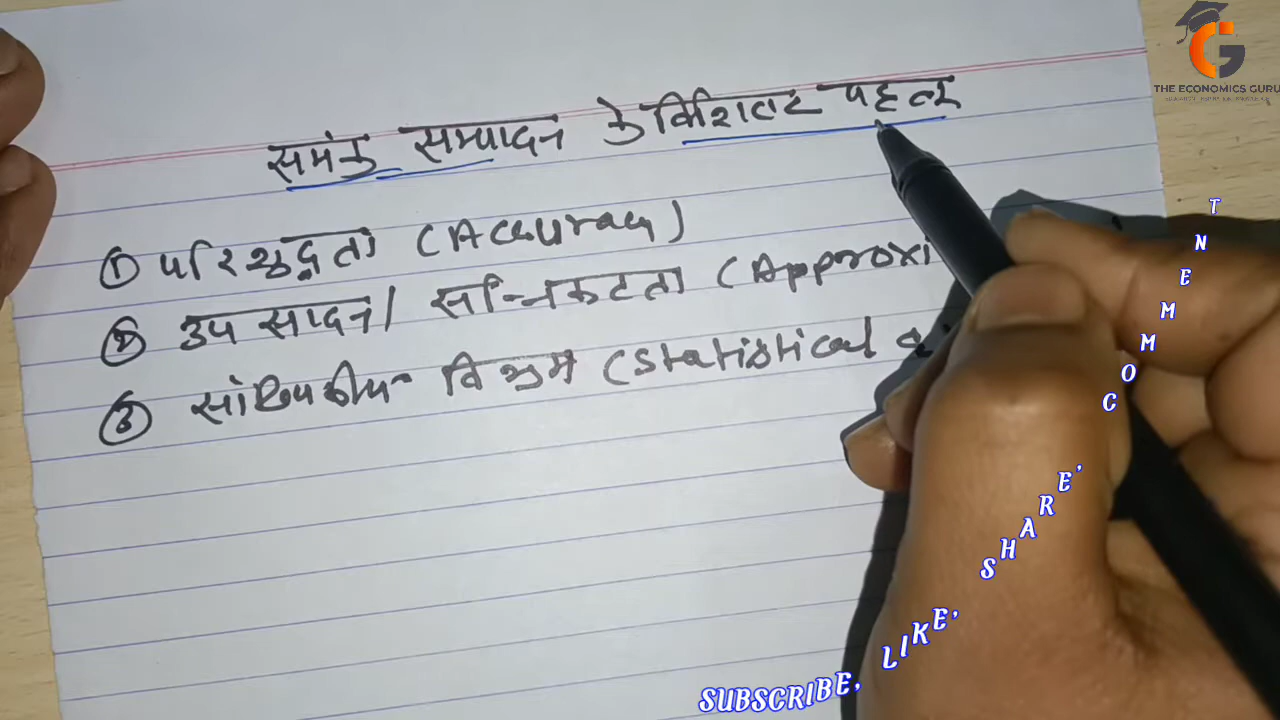 THE ECONOMICS GURU
समंक सम्पादन के विशिष्ट पहलू
① परिशुद्धता (Accuracy)
② उप सादन/ सन्निकटता (Approxi
③ सांख्यिकीय विभ्रम (Statistical e
COMMENT
SHARE,
LIKE,
SUBSCRIBE,